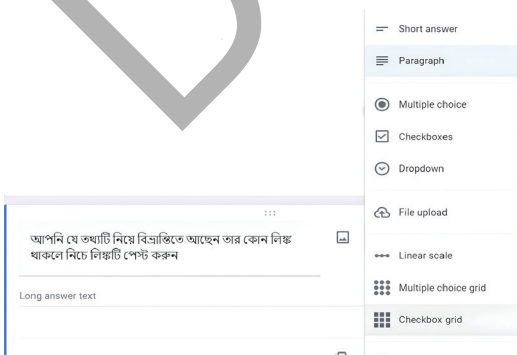 Short answer
Paragraph
Multiple choice
Checkboxes
Dropdown
File upload
Linear scale
Multiple choice grid
Checkbox grid
আপনি যে তথ্যটি নিয়ে বিভ্রান্তিতে আছেন তার কোন লিঙ্ক
থাকলে নিচে লিঙ্কটি পেস্ট করুন
Long answer text